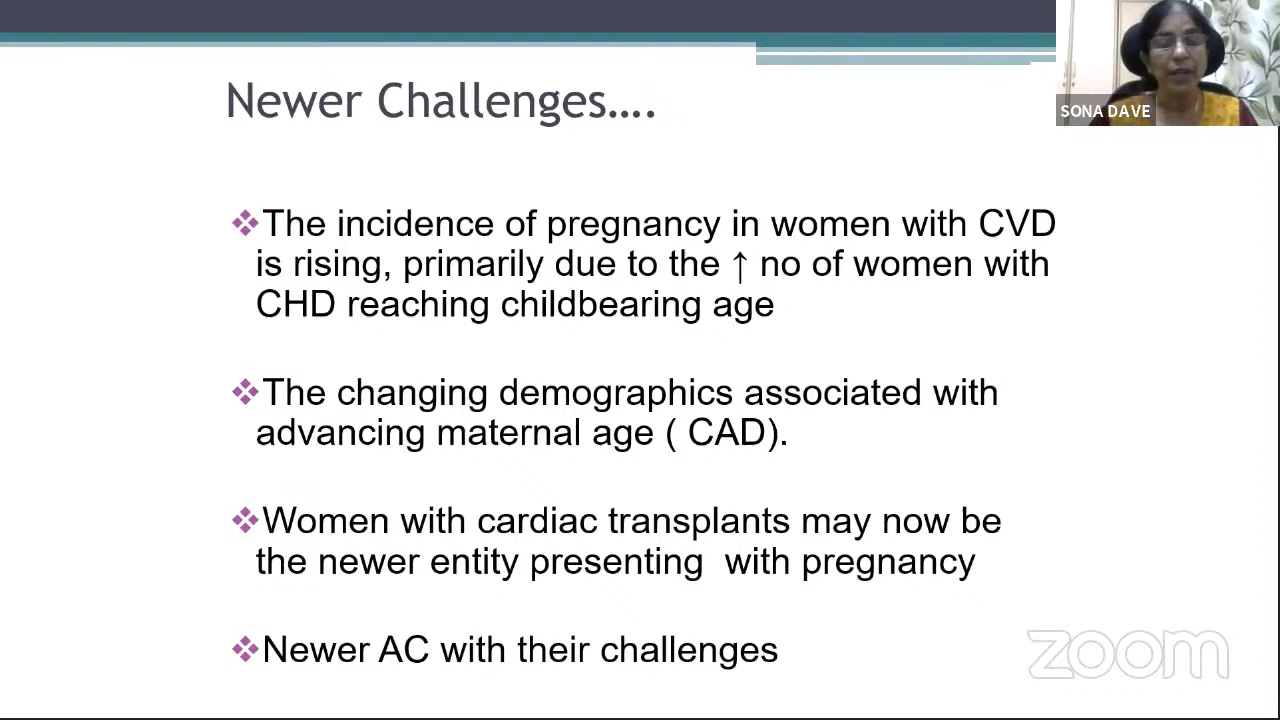 Newer Challenges....
SONA DAVE
❖The incidence of pregnancy in women with CVD
is rising, primarily due to the ↑ no of women with
CHD reaching childbearing age
❖The changing demographics associated with
advancing maternal age ( CAD).
❖Women with cardiac transplants may now be
the newer entity presenting  with pregnancy
❖Newer AC with their challenges
zoom